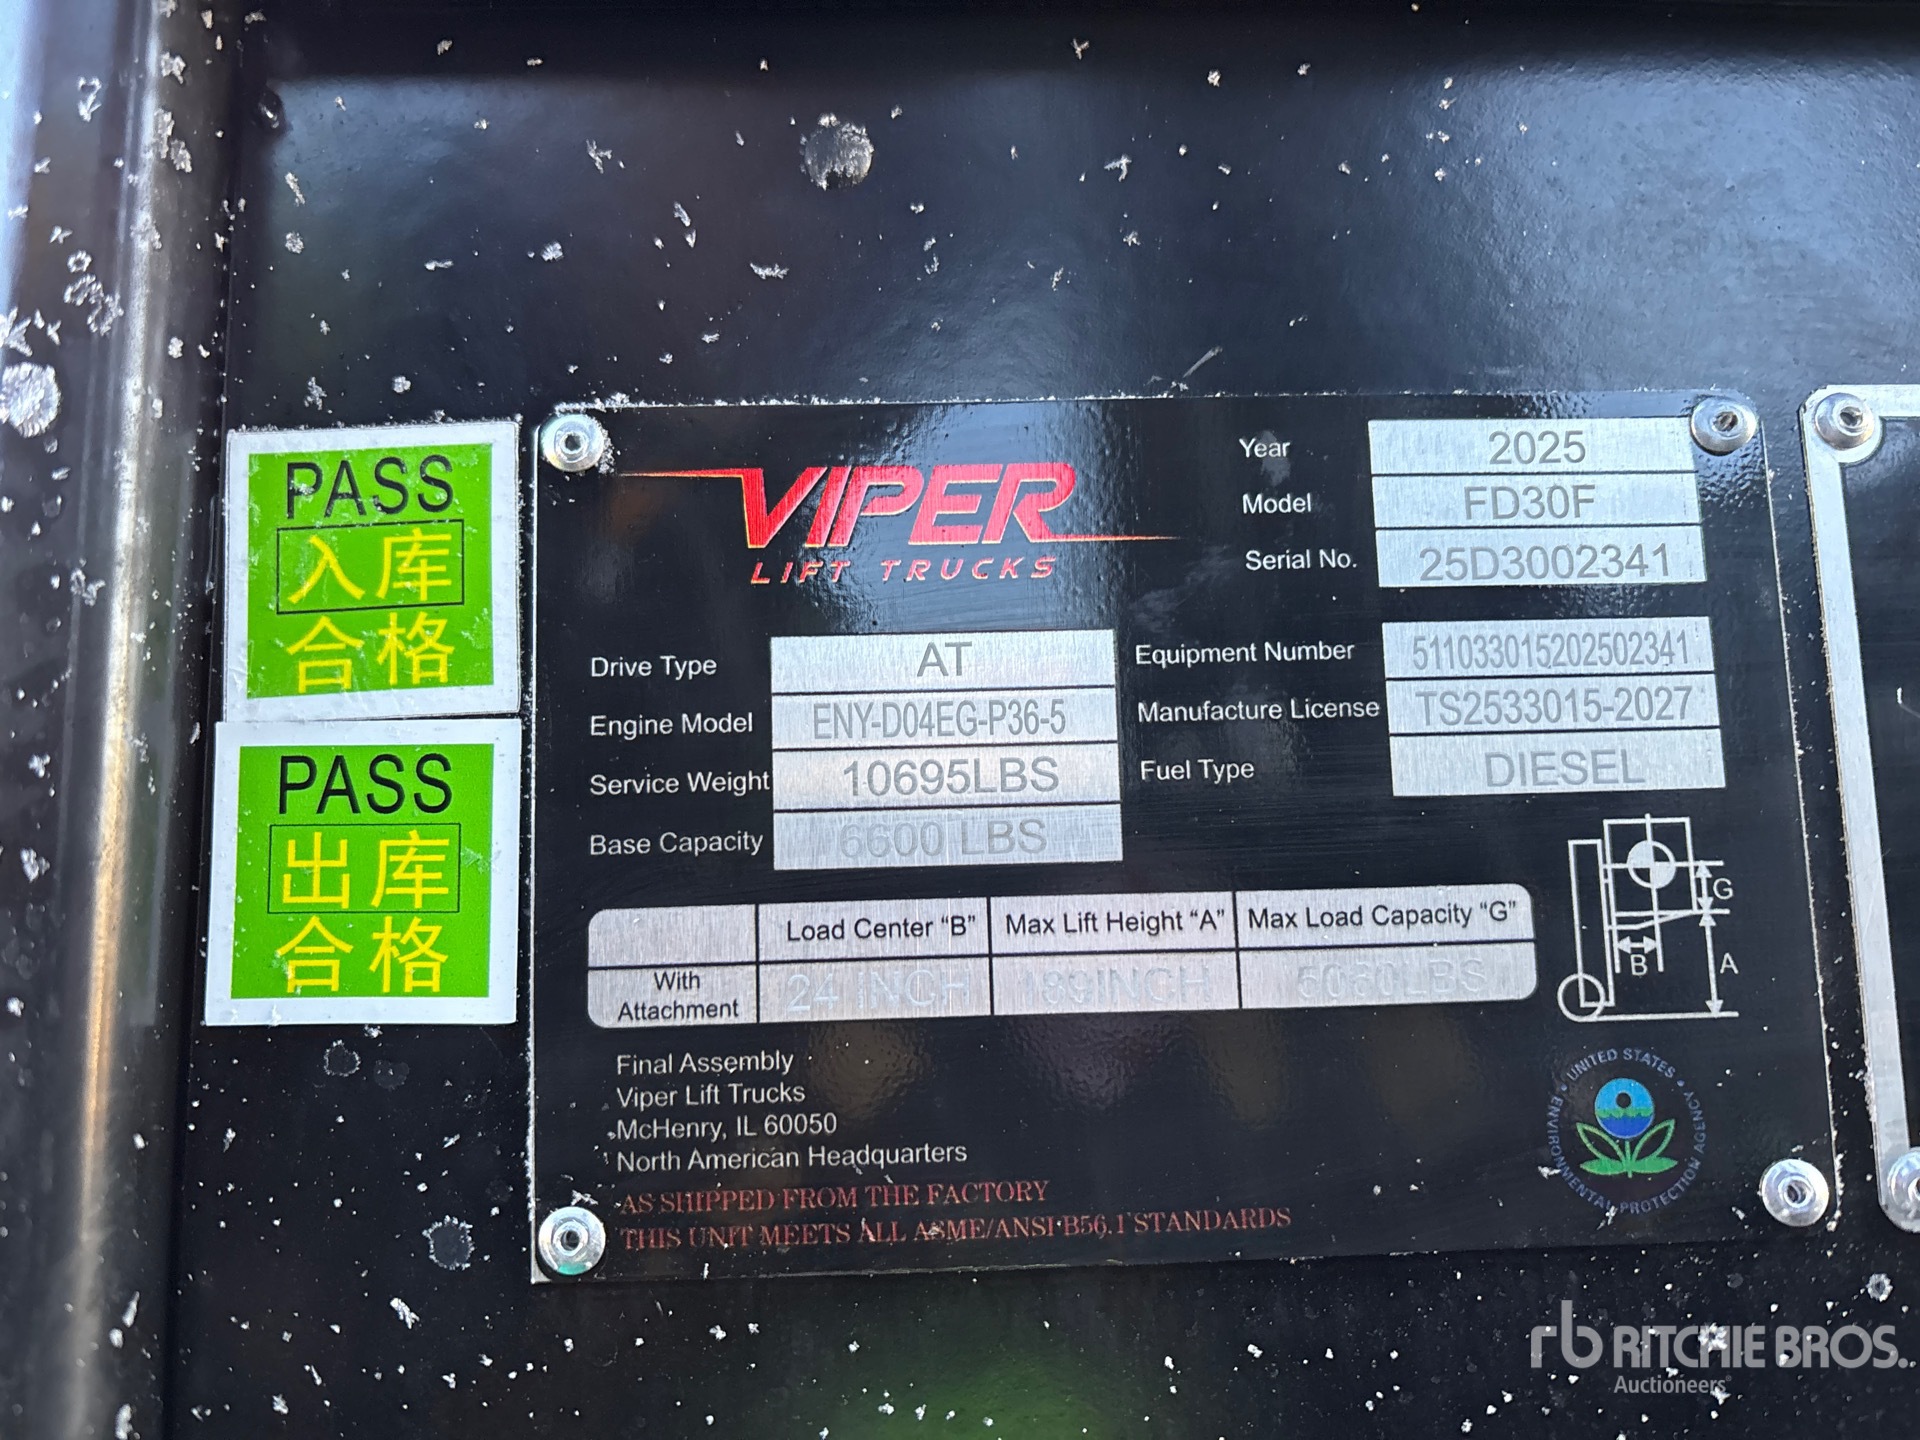 PASS
入库
合格
PASS
出库
合格
VIPER
LIFT TRUCKS
Year 2025
Model FD30F
Serial No. 25D3002341
Drive Type AT
Engine Model ENY-D04EG-P36-5
Service Weight 10695LBS
Base Capacity 6600 LBS
Equipment Number 511033015202502341
Manufacture License TS2533015-2027
Fuel Type DIESEL
Load Center “B” Max Lift Height “A” Max Load Capacity “G”
With Attachment 24 INCH 189INCH
G
B
A
Final Assembly
Viper Lift Trucks
McHenry, IL 60050
North American Headquarters
AS SHIPPED FROM THE FACTORY
THIS UNIT MEETS ALL ASME/ANSI B56.1 STANDARDS
UNITED STATES
ENVIRONMENTAL PROTECTION AGENCY
rb RITCHIE BROS.
Auctioneers